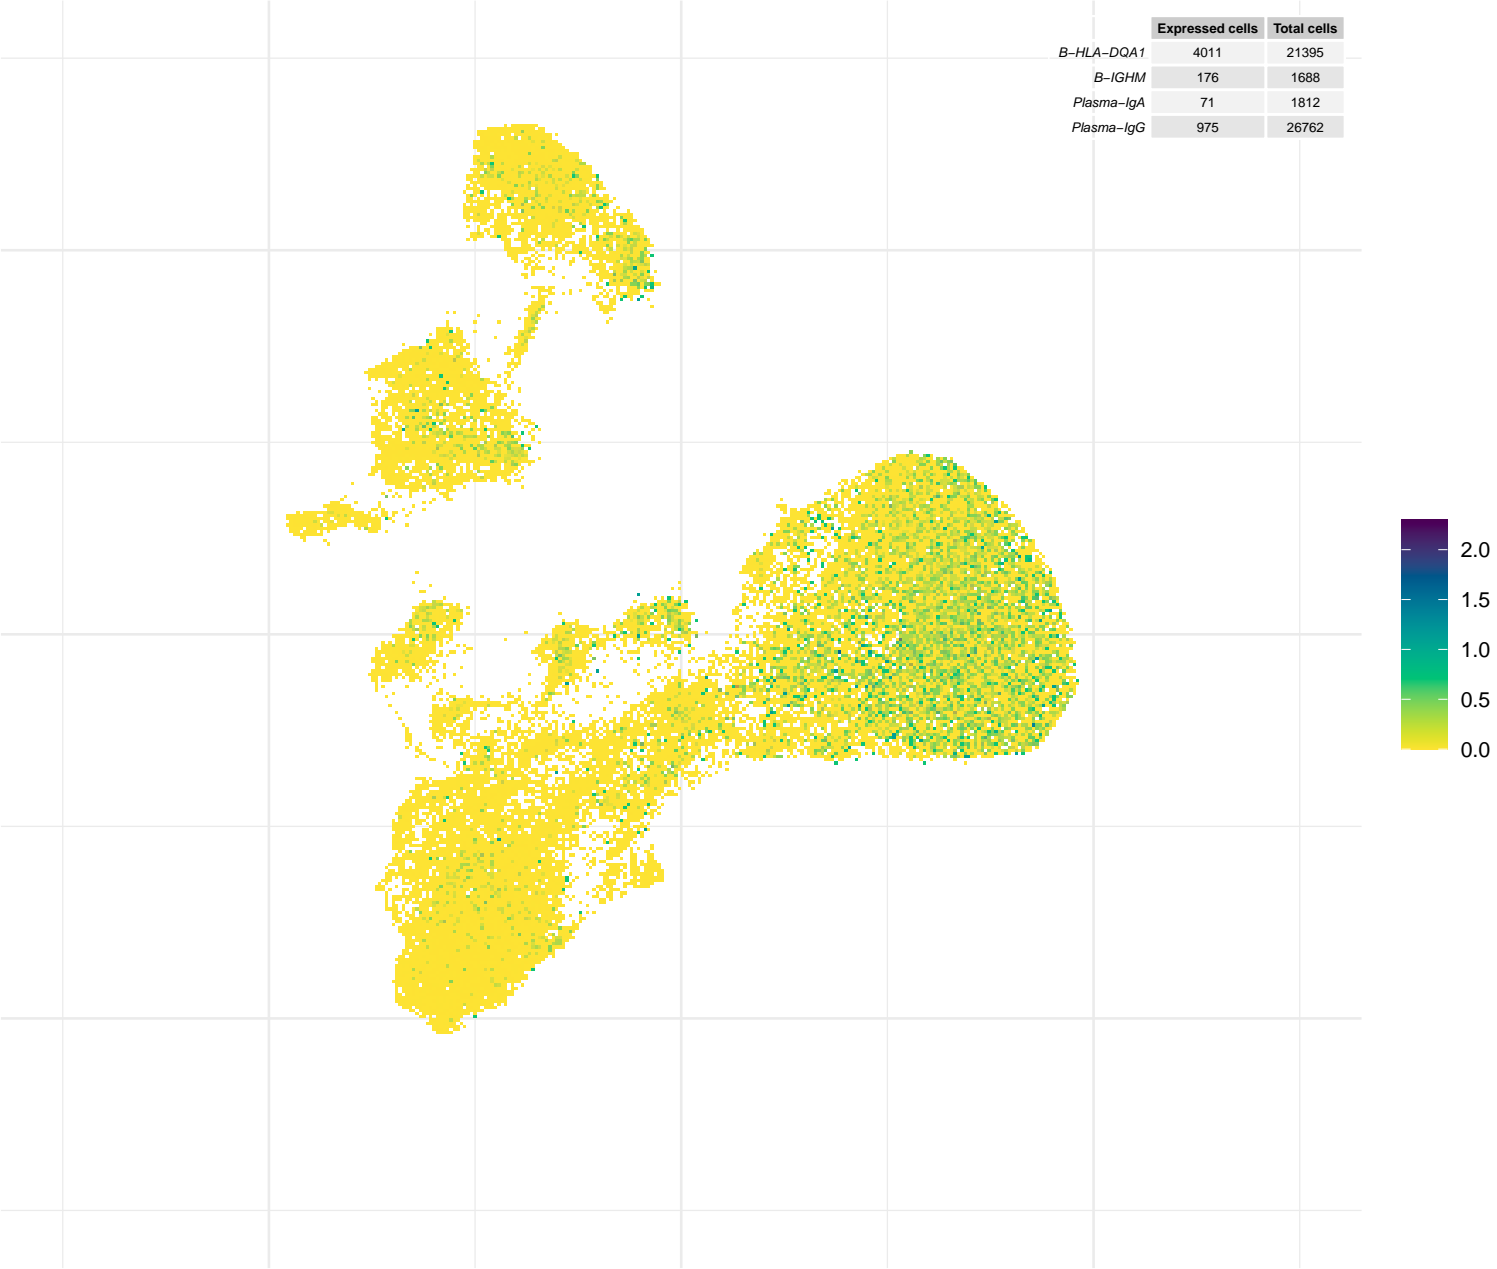 Expressed cells Total cells
B−HLA−DQA1 4011 21395
B−IGHM 176 1688
Plasma−IgA 71 1812
Plasma−IgG 975 26762
2.0
1.5
1.0
0.5
0.0